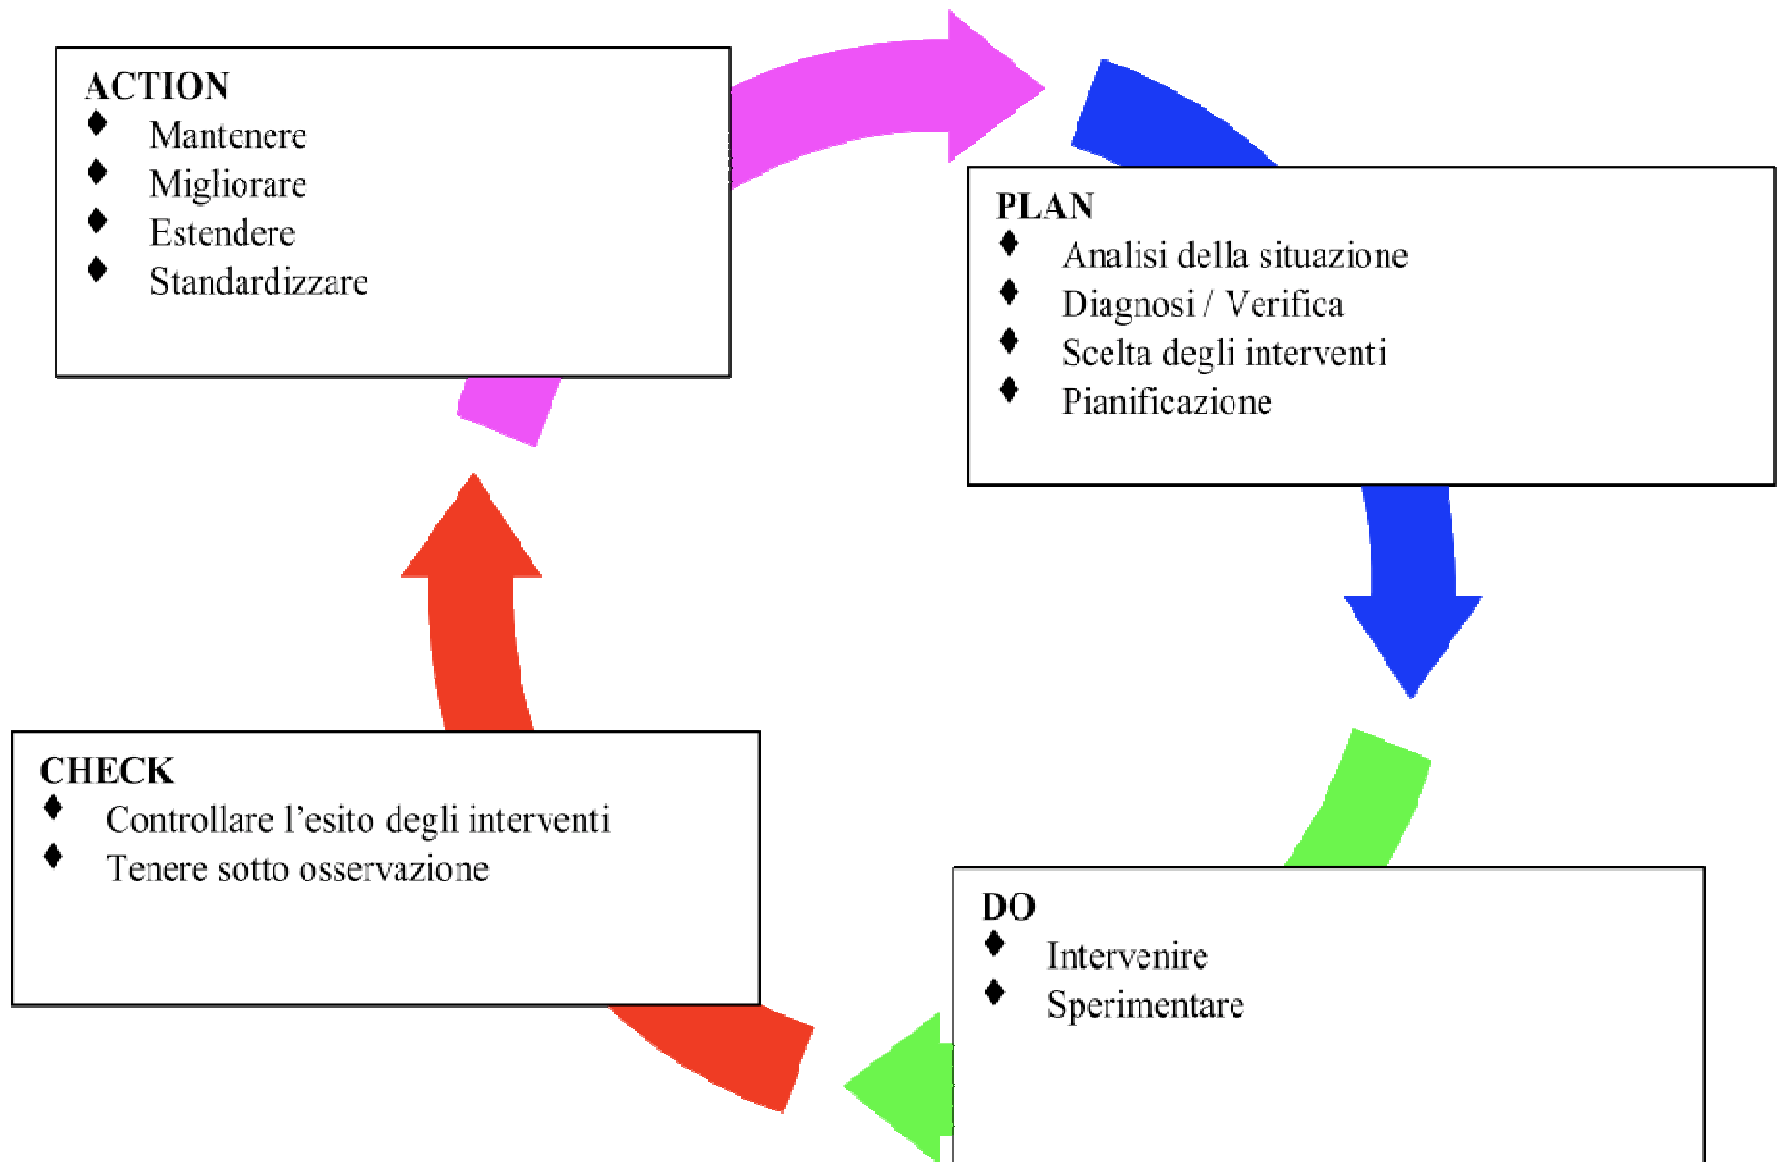 ACTION
♦ Mantenere
♦ Migliorare
♦ Estendere
♦ Standardizzare
PLAN
♦ Analisi della situazione
♦ Diagnosi / Verifica
♦ Scelta degli interventi
♦ Pianificazione
CHECK
♦ Controllare l’esito degli interventi
♦ Tenere sotto osservazione
DO
♦ Intervenire
♦ Sperimentare